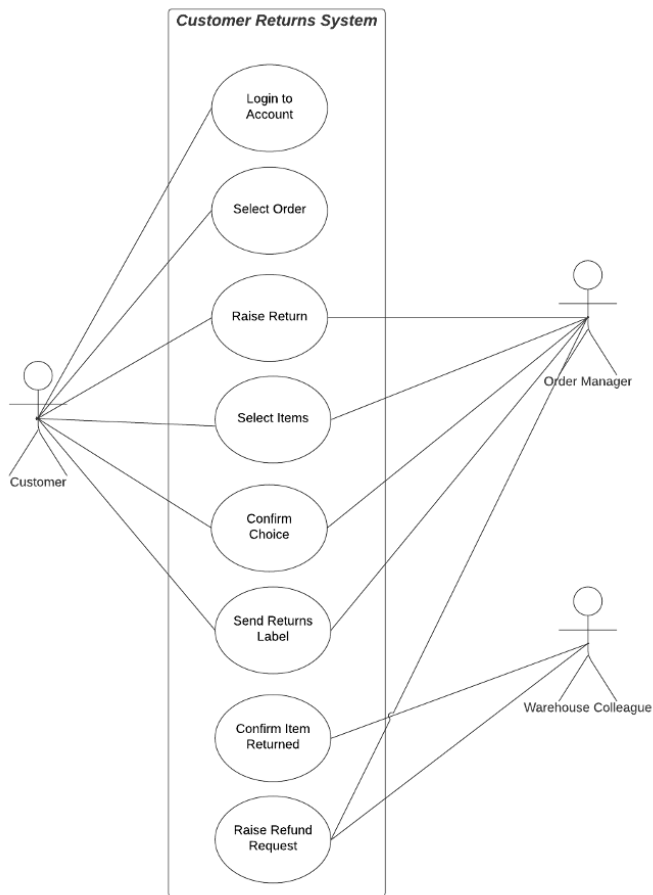 Customer Returns System
Login to
Account
Select Order
Raise Return
Order Manager
Select Items
Customer
Confirm
Choice
Send Returns
Label
Warehouse Colleague
Confirm Item
Returned
Raise Refund
Request